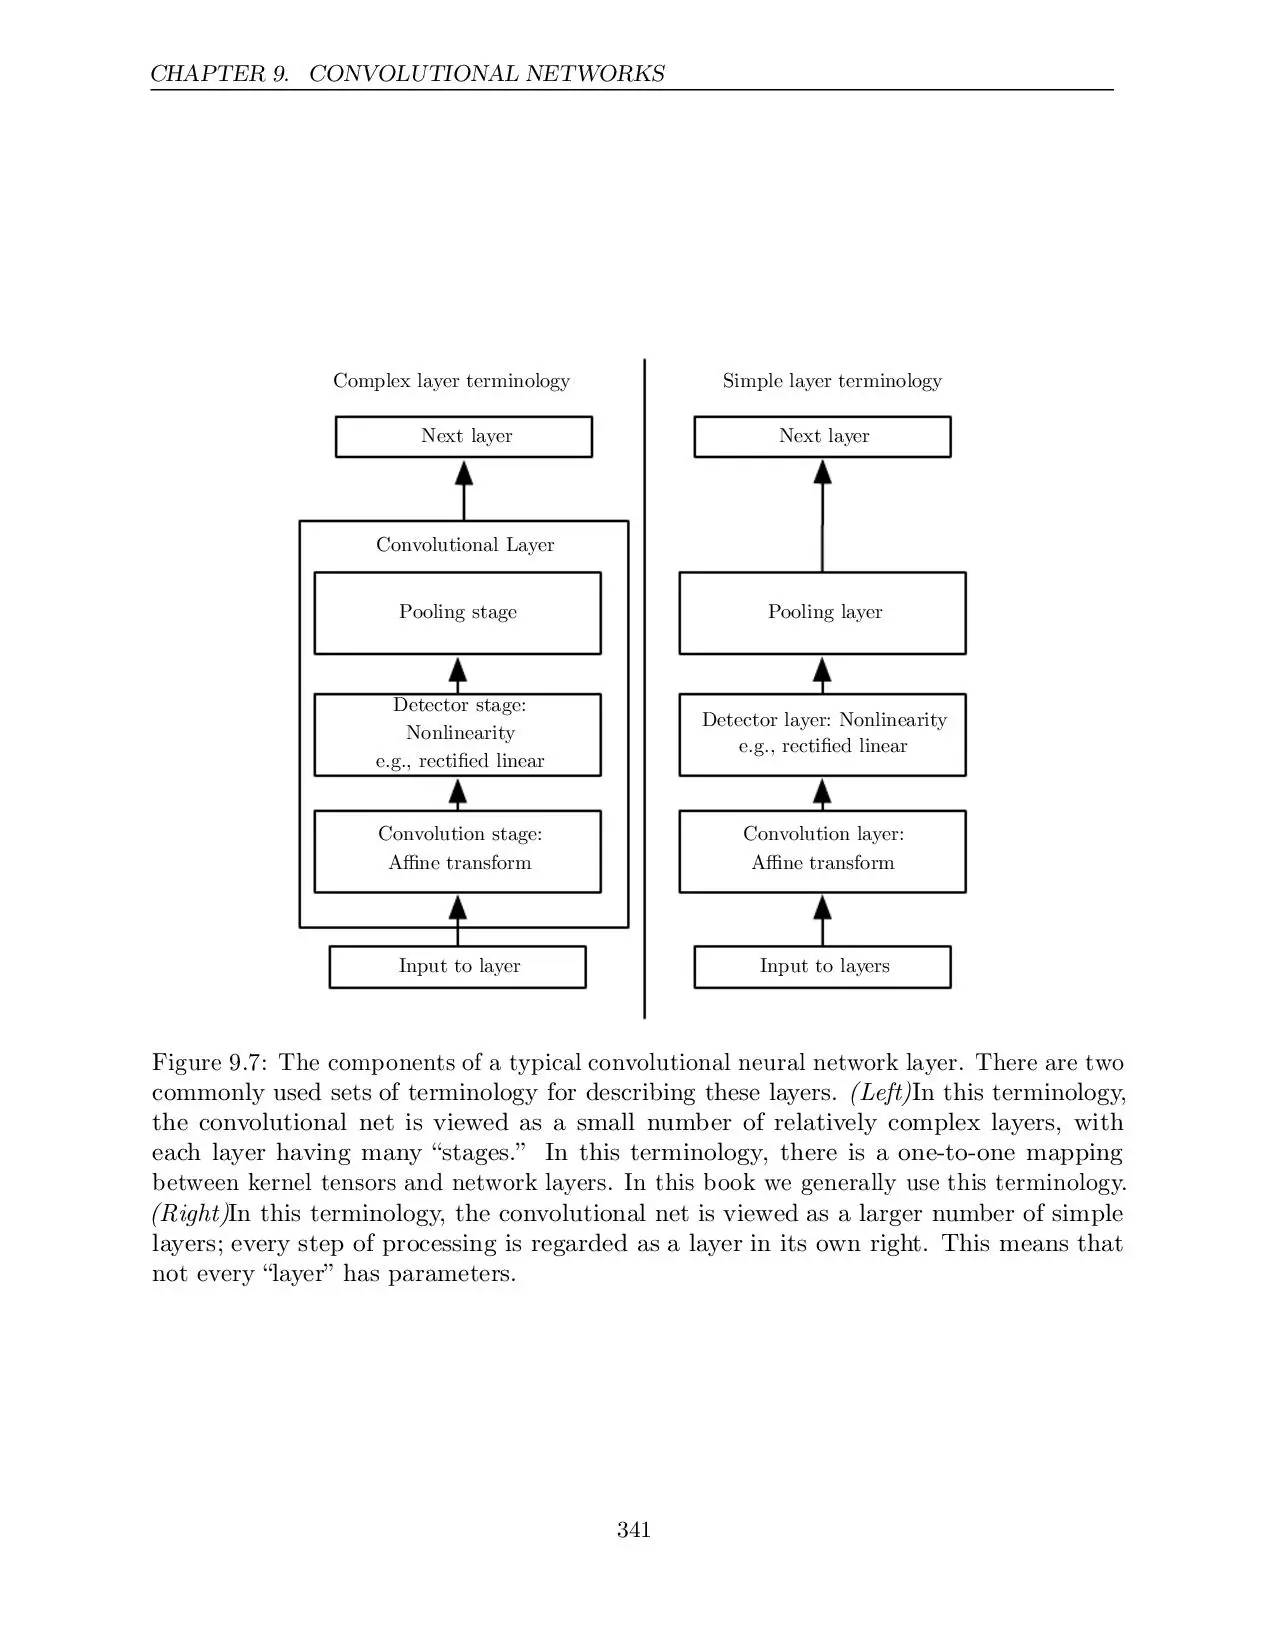 CHAPTER 9. CONVOLUTIONAL NETWORKS
Complex layer terminology
Next layer
Convolutional Layer
Pooling stage
Detector stage:
Nonlinearity
e.g., rectified linear
Convolution stage:
Affine transform
Input to layer
Simple layer terminology
Next layer
Pooling layer
Detector layer: Nonlinearity
e.g., rectified linear
Convolution layer:
Affine transform
Input to layers
Figure 9.7: The components of a typical convolutional neural network layer. There are two
commonly used sets of terminology for describing these layers. (Left)In this terminology,
the convolutional net is viewed as a small number of relatively complex layers, with
each layer having many “stages.” In this terminology, there is a one-to-one mapping
between kernel tensors and network layers. In this book we generally use this terminology.
(Right)In this terminology, the convolutional net is viewed as a larger number of simple
layers; every step of processing is regarded as a layer in its own right. This means that
not every “layer” has parameters.
341